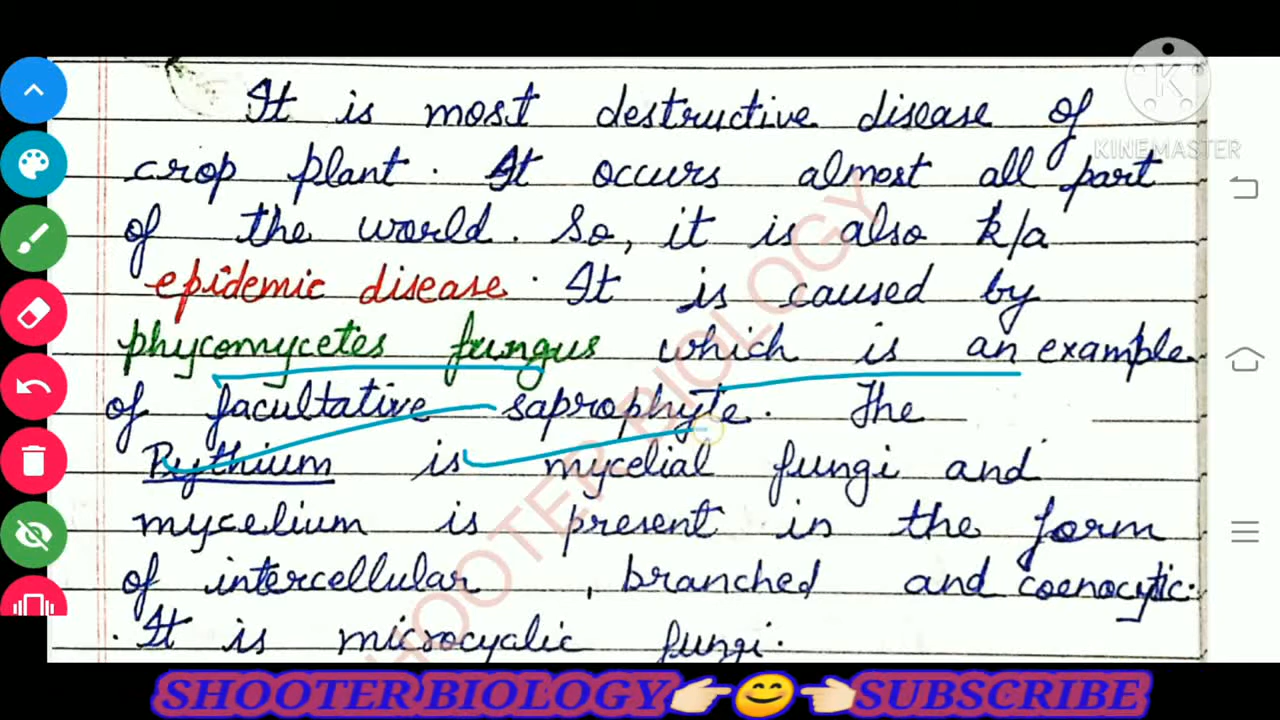 It is most destructive disease of
crop plant. It occurs almost all part
of the world. So, it is also k/a
epidemic disease. It is caused by
phycomycetes fungus which is an example
of facultative saprophyte. The
Pythium is mycelial fungi and
mycelium is present in the form
of intercellular, branched and coenocytic.
. It is microcyalic fungi.
K
KINEMASTER
SHOOTER BIOLOGY
SHOOTER BIOLOGY👉😊👈SUBSCRIBE